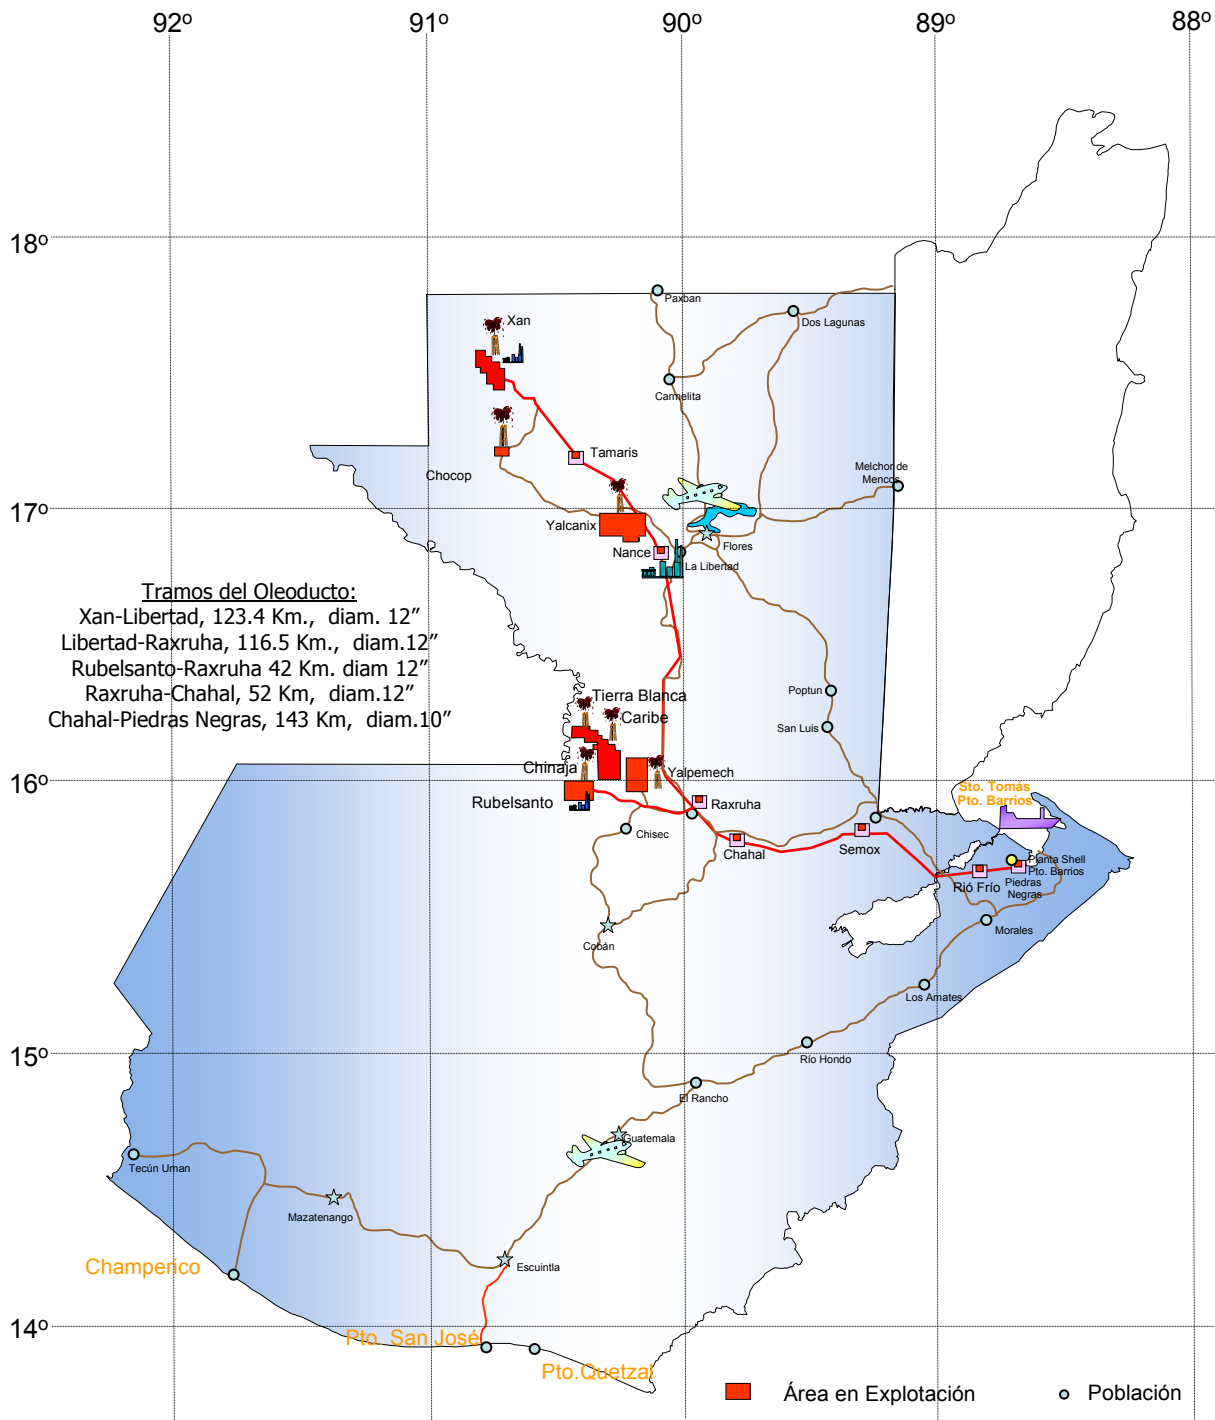 92º 91º 90º 89º 88º
18º
Paxban
Dos Lagunas
Xan
Carmelita
Tamaris
Chocop
Melchor de
Mencos
17º
Yalcanix
Nance
Flores
La Libertad
Tramos del Oleoducto:
Xan-Libertad, 123.4 Km., diam. 12”
Libertad-Raxruha, 116.5 Km., diam.12”
Rubelsanto-Raxruha 42 Km. diam 12”
Raxruha-Chahal, 52 Km, diam.12”
Chahal-Piedras Negras, 143 Km, diam.10”
Tierra Blanca
Caribe
Poptun
San Luis
Chinaja
Yalpemech
16º
Rubelsanto
Raxruha
Sto. Tomás
Pto. Barrios
Chisec
Chahal
Semox
Planta Shell
Pto. Barrios
Rió Frío
Piedras
Negras
Morales
Cobán
Los Amates
15º
Río Hondo
El Rancho
Guatemala
Tecún Uman
Mazatenango
Escuintla
Champerico
14º
Pto. San José
Pto.Quetzal
Área en Explotación
Población